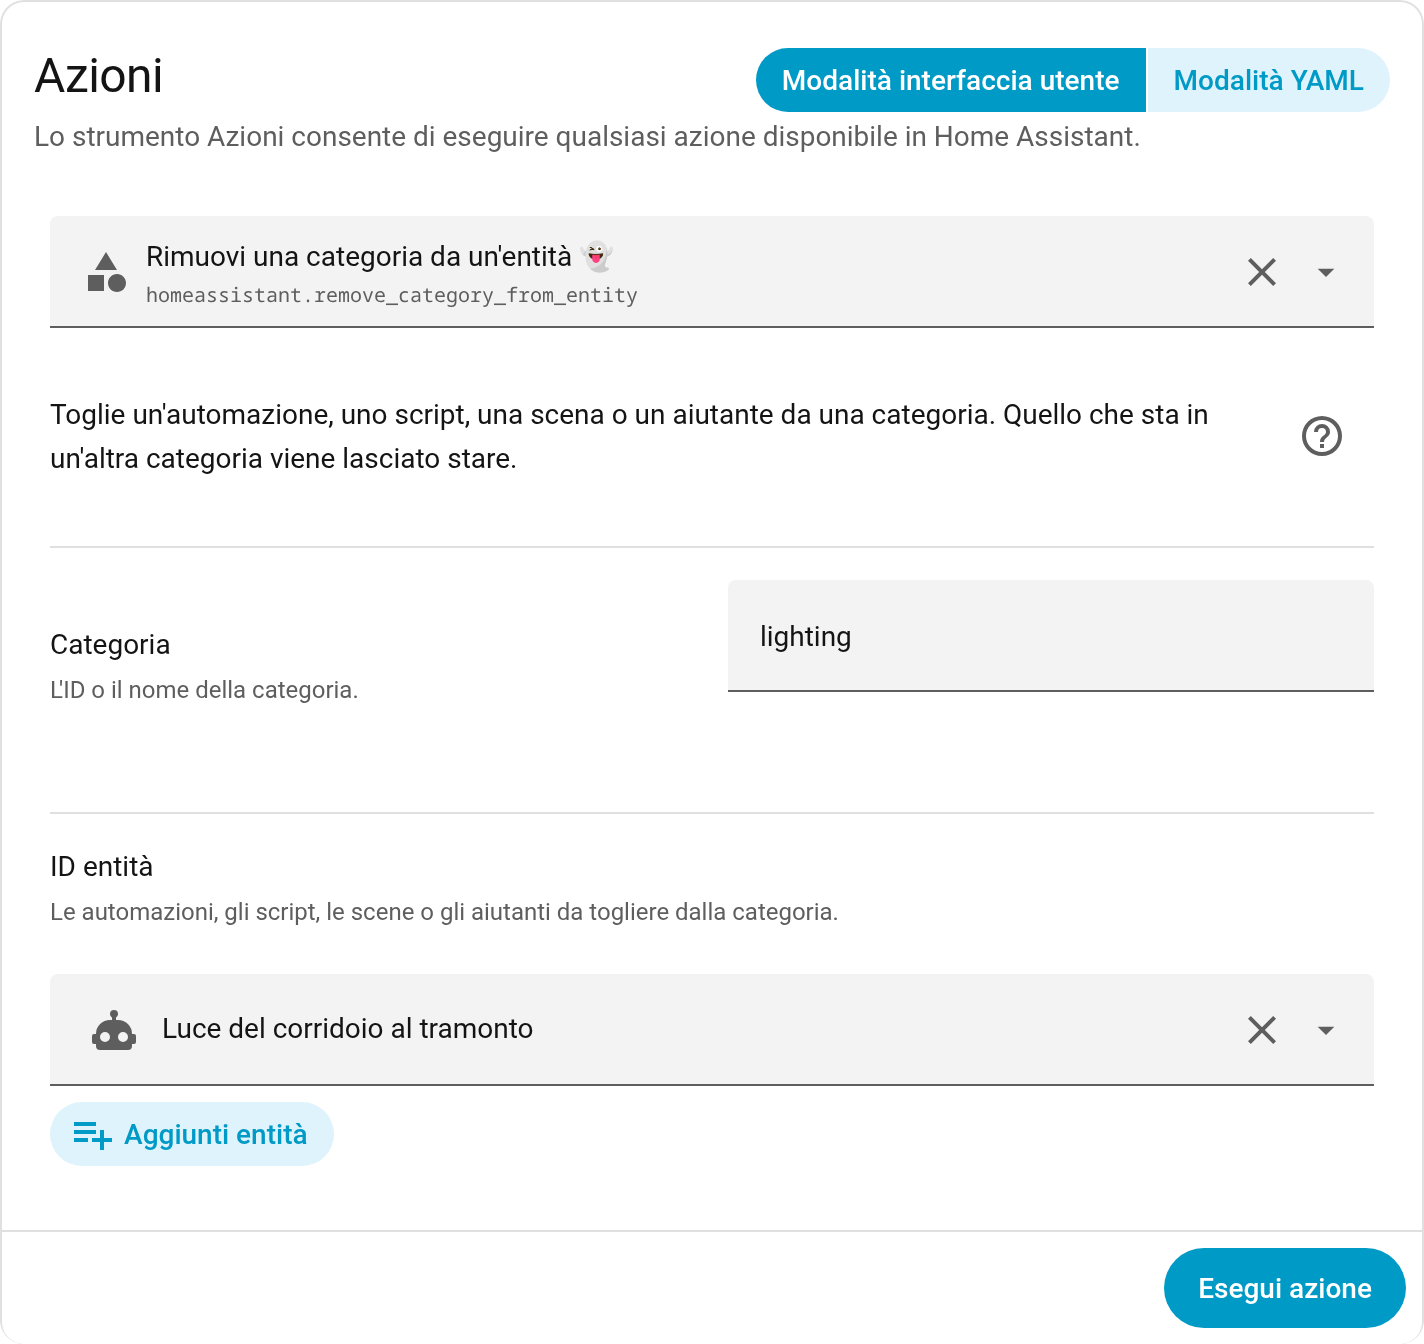 Azioni
Modalità interfaccia utente
Modalità YAML
Lo strumento Azioni consente di eseguire qualsiasi azione disponibile in Home Assistant.
Rimuovi una categoria da un'entità 👻
homeassistant.remove_category_from_entity
Toglie un'automazione, uno script, una scena o un aiutante da una categoria. Quello che sta in
un'altra categoria viene lasciato stare.
Categoria
L'ID o il nome della categoria.
lighting
ID entità
Le automazioni, gli script, le scene o gli aiutanti da togliere dalla categoria.
Luce del corridoio al tramonto
Aggiunti entità
Esegui azione